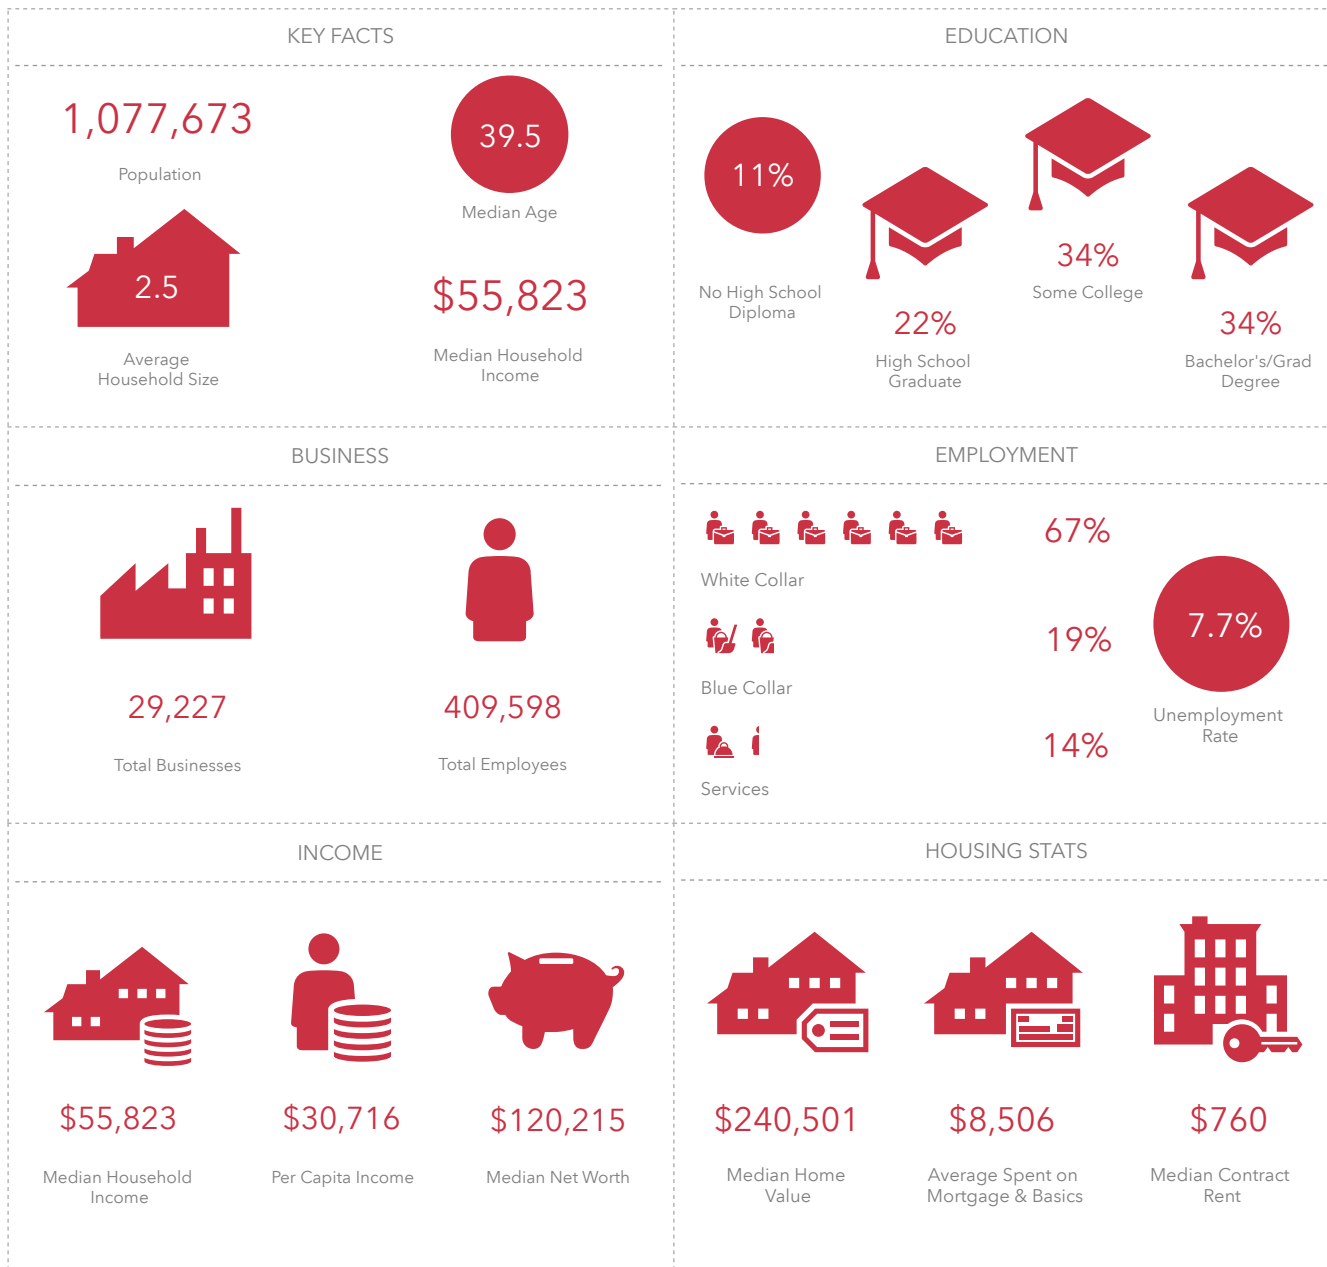 KEY FACTS
1,077,673
Population
39.5
Median Age
2.5
Average
Household Size
$55,823
Median Household
Income
EDUCATION
11%
No High School
Diploma
22%
High School
Graduate
34%
Some College
34%
Bachelor's/Grad
Degree
BUSINESS
29,227
Total Businesses
409,598
Total Employees
EMPLOYMENT
67%
White Collar
19%
Blue Collar
14%
Services
7.7%
Unemployment
Rate
INCOME
$55,823
Median Household
Income
$30,716
Per Capita Income
$120,215
Median Net Worth
HOUSING STATS
$240,501
Median Home
Value
$8,506
Average Spent on
Mortgage & Basics
$760
Median Contract
Rent